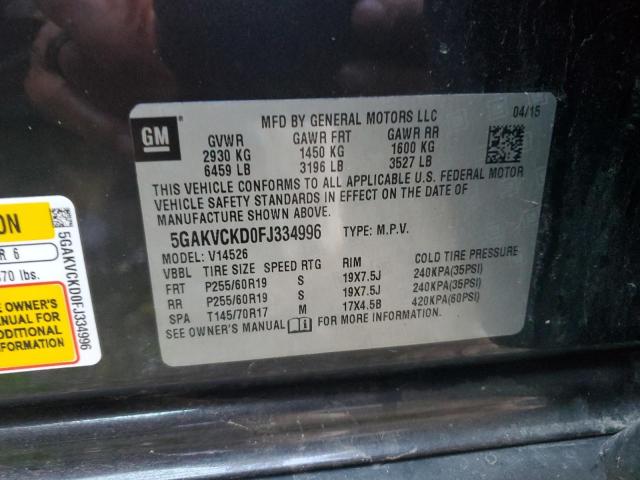 GM
MFD BY GENERAL MOTORS LLC 04/15
GVWR GAWR FRT GAWR RR
2930 KG 1450 KG 1600 KG
6459 LB 3196 LB 3527 LB
THIS VEHICLE CONFORMS TO ALL APPLICABLE U.S. FEDERAL MOTOR
VEHICLE SAFETY STANDARDS IN EFFECT ON THE DATE OF
MANUFACTURE SHOWN ABOVE.
5GAKVCKD0FJ334996 TYPE: M.P.V.
MODEL: V14526
VBBL TIRE SIZE SPEED RTG RIM COLD TIRE PRESSURE
FRT P255/60R19 S 19X7.5J 240KPA(35PSI)
RR P255/60R19 S 19X7.5J 240KPA(35PSI)
SPA T145/70R17 M 17X4.5B 420KPA(60PSI)
SEE OWNER'S MANUAL FOR MORE INFORMATION
ON
R 6
70 lbs.
EE OWNER'S
ANUAL FOR
ADDITIONAL
FORMATION
5GAKVCKD0FJ334996